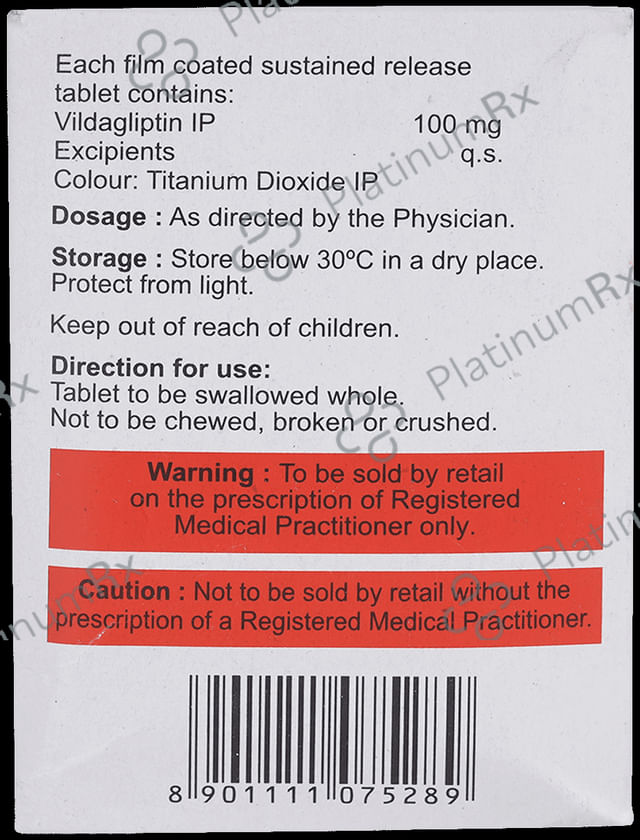 Each film coated sustained release
tablet contains:
Vildagliptin IP 100 mg
Excipients q.s.
Colour: Titanium Dioxide IP
Dosage : As directed by the Physician.
Storage : Store below 30ºC in a dry place.
Protect from light.
Keep out of reach of children.
Direction for use:
Tablet to be swallowed whole.
Not to be chewed, broken or crushed.
Warning : To be sold by retail
on the prescription of Registered
Medical Practitioner only.
Caution : Not to be sold by retail without the
prescription of a Registered Medical Practitioner.
8 901111 075289
PlatinumRx
PlatinumRx